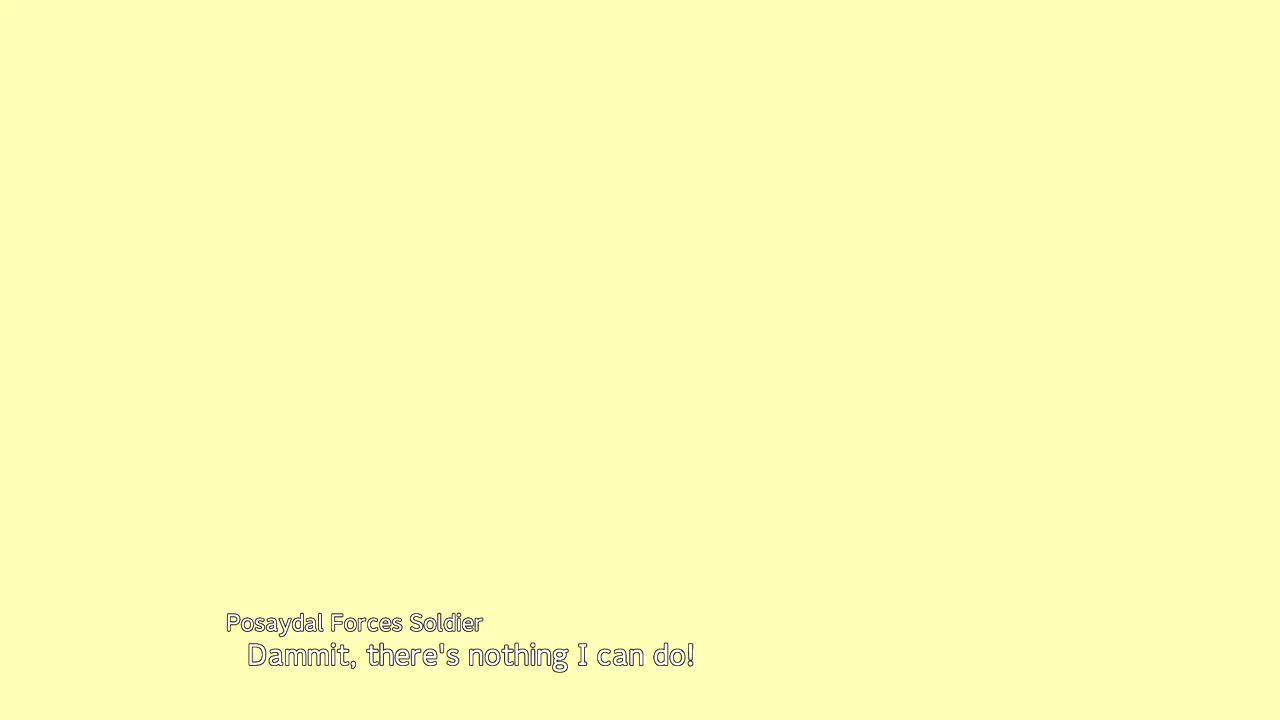 Posaydal Forces Soldier
Dammit, there's nothing I can do!